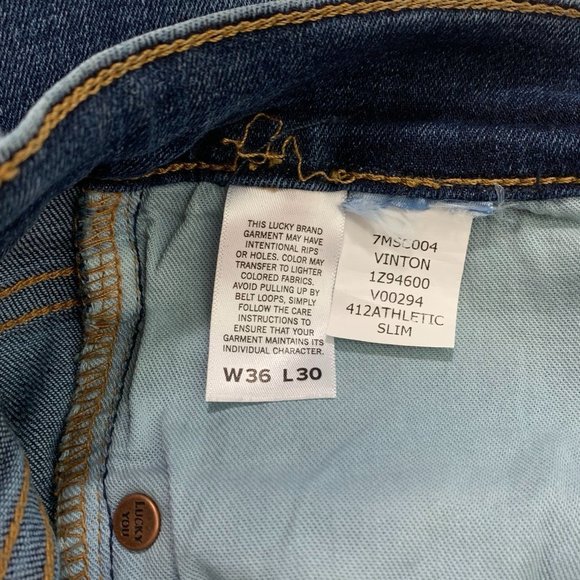 THIS LUCKY BRAND
GARMENT MAY HAVE
INTENTIONAL RIPS
OR HOLES. COLOR MAY
TRANSFER TO LIGHTER
COLORED FABRICS.
AVOID PULLING UP BY
BELT LOOPS, SIMPLY
FOLLOW THE CARE
INSTRUCTIONS TO
ENSURE THAT YOUR
GARMENT MAINTAINS ITS
INDIVIDUAL CHARACTER.
W36 L30
7MSC004
VINTON
1Z94600
V00294
412ATHLETIC
SLIM
LUCKY
YOU